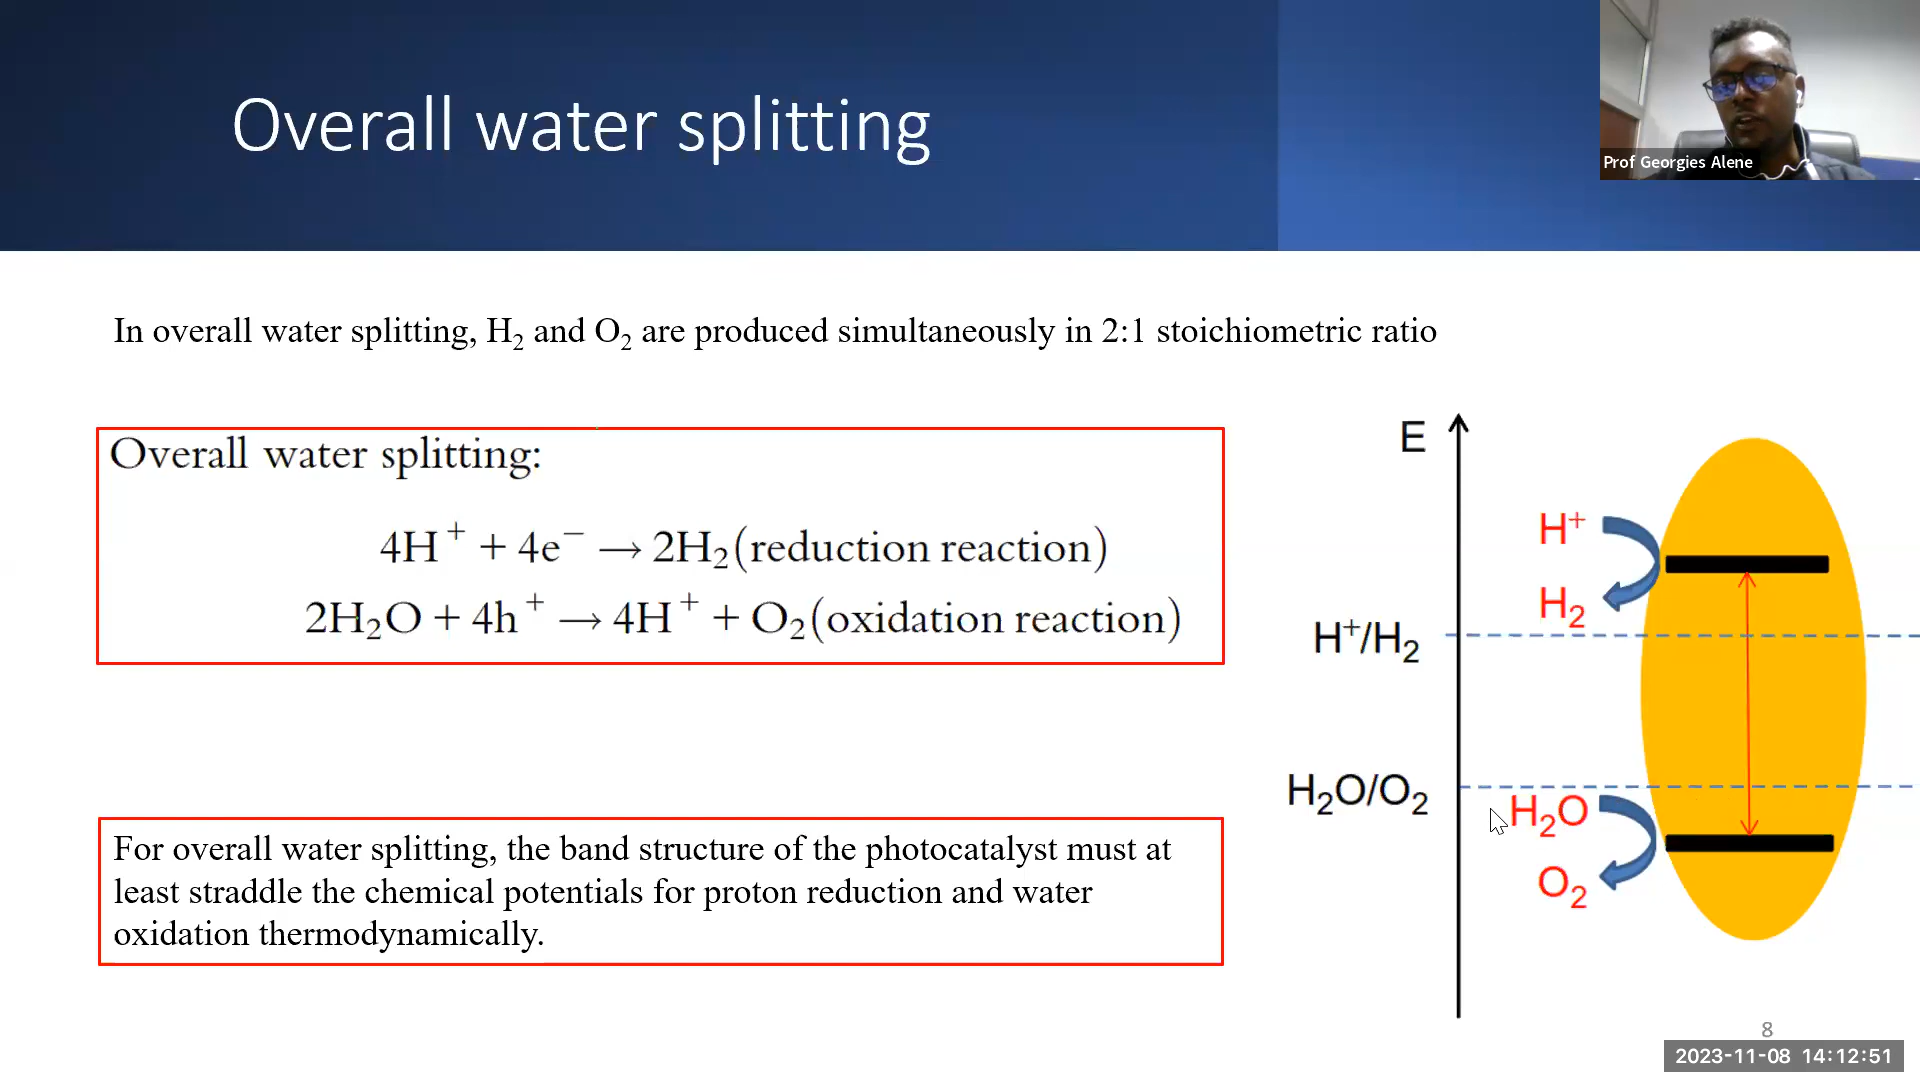 Overall water splitting
Prof Georgies Alene
In overall water splitting, H₂ and O₂ are produced simultaneously in 2:1 stoichiometric ratio
Overall water splitting:
4H⁺ + 4e⁻ → 2H₂(reduction reaction)
2H₂O + 4h⁺ → 4H⁺ + O₂(oxidation reaction)
For overall water splitting, the band structure of the photocatalyst must at
least straddle the chemical potentials for proton reduction and water
oxidation thermodynamically.
E
H⁺
H₂
H⁺/H₂
H₂O/O₂
H₂O
O₂
8
2023-11-08 14:12:51